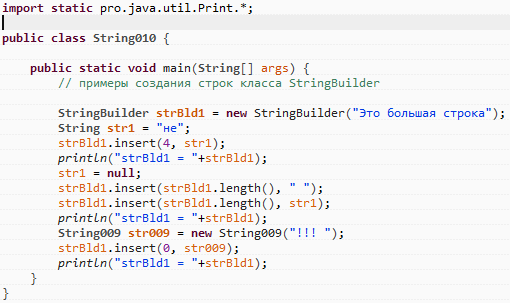 import static pro.java.util.Print.*;
public class String010 {
public static void main(String[] args) {
// примеры создания строк класса StringBuilder
StringBuilder strBld1 = new StringBuilder("Это большая строка");
String str1 = "не";
strBld1.insert(4, str1);
println("strBld1 = "+strBld1);
str1 = null;
strBld1.insert(strBld1.length(), " ");
strBld1.insert(strBld1.length(), str1);
println("strBld1 = "+strBld1);
String009 str009 = new String009("!!! ");
strBld1.insert(0, str009);
println("strBld1 = "+strBld1);
}
}